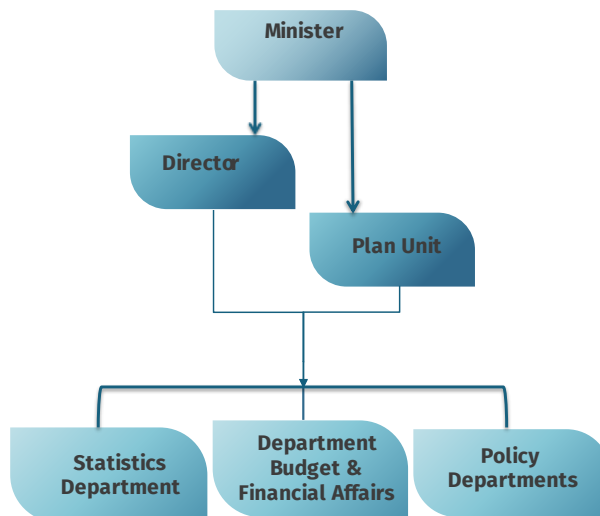 Minister
Director
Plan Unit
Statistics
Department
Department
Budget &
Financial Affairs
Policy
Departments